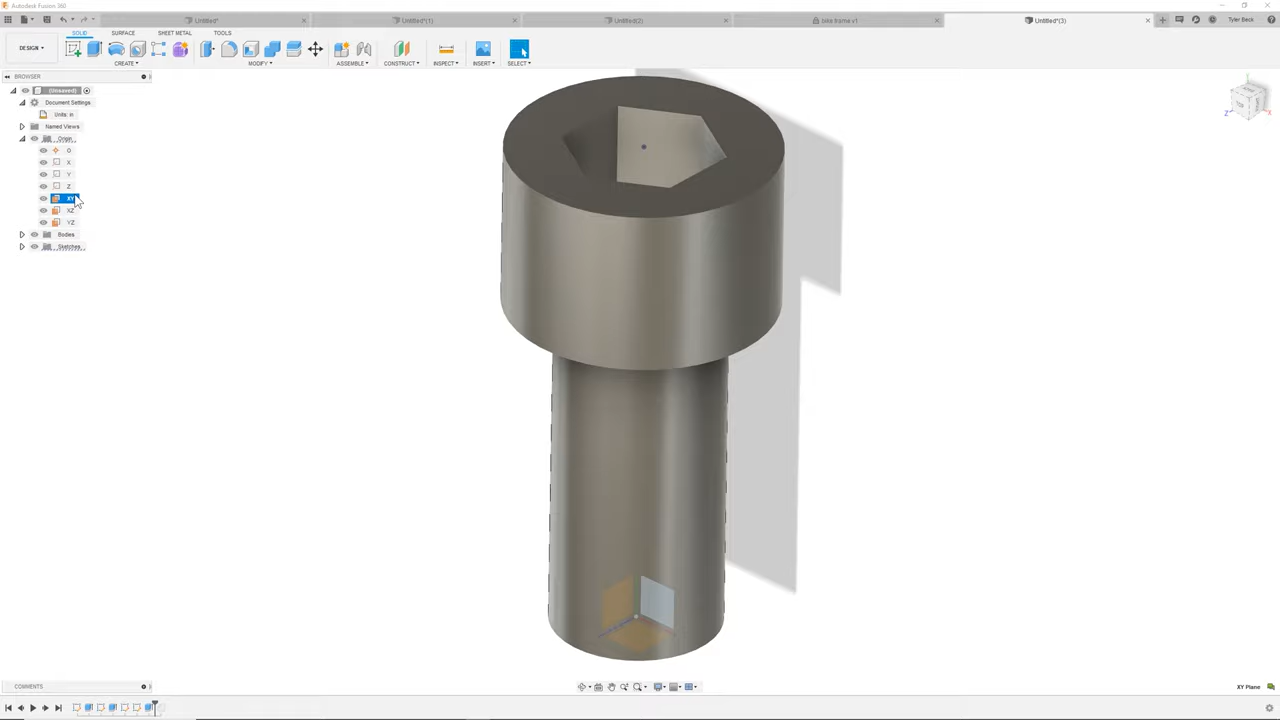 Autodesk Fusion 360
Untitled*
Untitled*(1)
Untitled(2)
bike frame v1
Untitled*(3)
Tyler Beck
DESIGN
SOLID
SURFACE
SHEET METAL
TOOLS
CREATE
MODIFY
ASSEMBLE
CONSTRUCT
INSPECT
INSERT
SELECT
BROWSER
(Unsaved)
Document Settings
Units: in
Named Views
Origin
O
X
Y
Z
XY
XZ
YZ
Bodies
Sketches
Z
X
COMMENTS
XY Plane